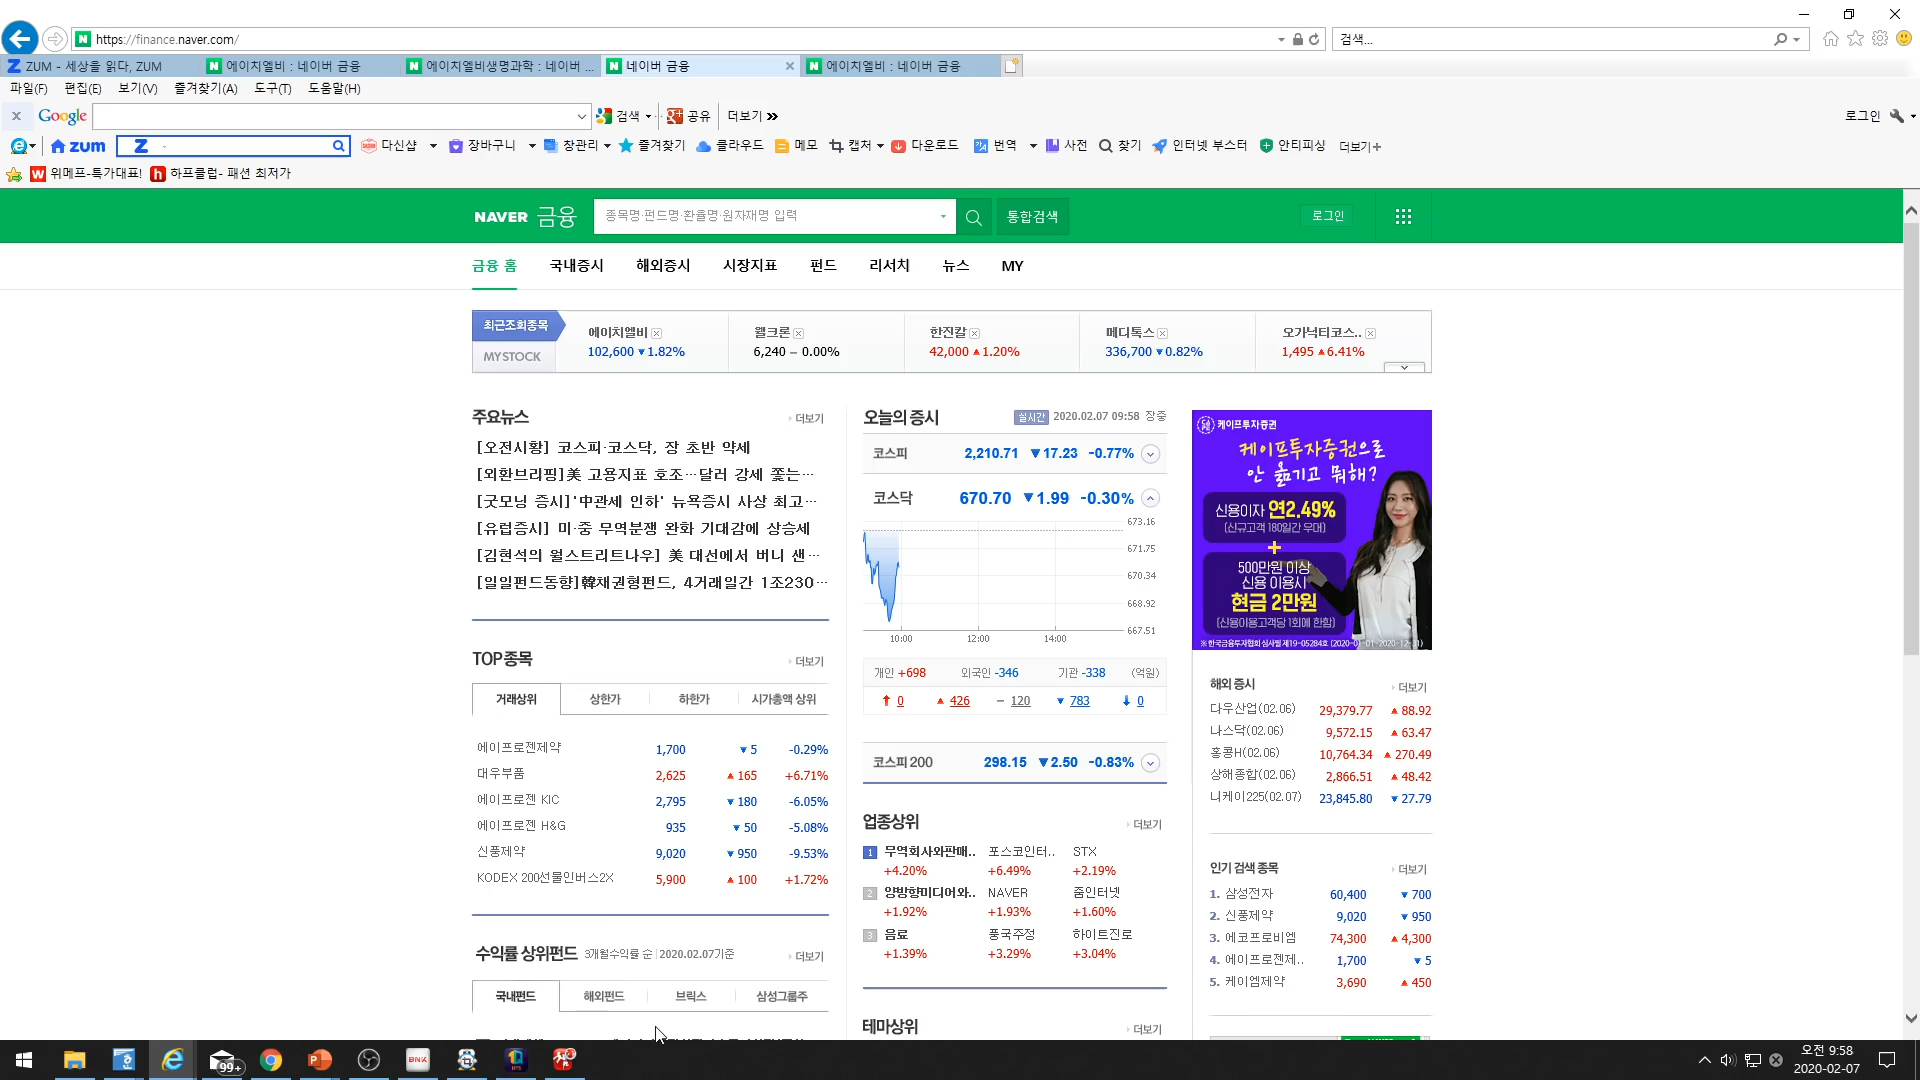 https://finance.naver.com/
검색...
ZUM - 세상을 읽다, ZUM
에이치엘비 : 네이버 금융
에이치엘비생명과학 : 네이버 ...
네이버 금융
에이치엘비 : 네이버 금융
파일(F) 편집(E) 보기(V) 즐겨찾기(A) 도구(T) 도움말(H)
x Google 검색 공유 더보기 » 로그인
zum Z 다신샵 장바구니 창관리 즐겨찾기 클라우드 메모 캡처 다운로드 번역 사전 찾기 인터넷 부스터 안티피싱 더보기+
위메프-특가대표! 하프클럽- 패션 최저가
NAVER 금융 종목명·펀드명·환율명·원자재명 입력 통합검색 로그인
금융 홈 국내증시 해외증시 시장지표 펀드 리서치 뉴스 MY
최근조회종목
MYSTOCK
에이치엘비
102,600 ▼1.82%
웰크론
6,240 – 0.00%
한진칼
42,000 ▲1.20%
메디톡스
336,700 ▼0.82%
오가닉티코스..
1,495 ▲6.41%
주요뉴스 더보기
[오전시황] 코스피·코스닥, 장 초반 약세
[외환브리핑]美 고용지표 호조…달러 강세 쫓는…
[굿모닝 증시]'中관세 인하' 뉴욕증시 사상 최고…
[유럽증시] 미·중 무역분쟁 완화 기대감에 상승세
[김현석의 월스트리트나우] 美 대선에서 버니 샌…
[일일펀드동향]韓채권형펀드, 4거래일간 1조230…
TOP종목 더보기
거래상위 상한가 하한가 시가총액 상위
에이프로젠제약 1,700 ▼5 -0.29%
대우부품 2,625 ▲165 +6.71%
에이프로젠 KIC 2,795 ▼180 -6.05%
에이프로젠 H&G 935 ▼50 -5.08%
신풍제약 9,020 ▼950 -9.53%
KODEX 200선물인버스2X 5,900 ▲100 +1.72%
수익률 상위펀드 3개월수익률 순 2020.02.07기준 더보기
국내펀드 해외펀드 브릭스 삼성그룹주
오늘의 증시 실시간 2020.02.07 09:58 장중
코스피 2,210.71 ▼17.23 -0.77%
코스닥 670.70 ▼1.99 -0.30%
673.16
671.75
670.34
668.92
667.51
10:00 12:00 14:00
개인 +698 외국인 -346 기관 -338 (억원)
↑ 0 ▲ 426 – 120 ▼ 783 ↓ 0
코스피 200 298.15 ▼2.50 -0.83%
업종상위 더보기
1 무역회사와판매.. 포스코인터.. STX
+4.20% +6.49% +2.19%
2 양방향미디어와.. NAVER 줌인터넷
+1.92% +1.93% +1.60%
3 음료 풍국주정 하이트진로
+1.39% +3.29% +3.04%
테마상위 더보기
케이프투자증권
케이프투자증권으로
안 옮기고 뭐해?
신용이자 연2.49%
(신규고객 180일간 우대)
+
500만원 이상
신용 이용시
현금 2만원
(신용이용고객당 1회에 한함)
해외 증시 더보기
다우산업(02.06) 29,379.77 ▲88.92
나스닥(02.06) 9,572.15 ▲63.47
홍콩H(02.06) 10,764.34 ▲270.49
상해종합(02.06) 2,866.51 ▲48.42
니케이225(02.07) 23,845.80 ▼27.79
인기 검색 종목 더보기
1. 삼성전자 60,400 ▼700
2. 신풍제약 9,020 ▼950
3. 에코프로비엠 74,300 ▲4,300
4. 에이프로젠제.. 1,700 ▼5
5. 케이엠제약 3,690 ▲450
99+
BNK
HTS
오전 9:58
2020-02-07